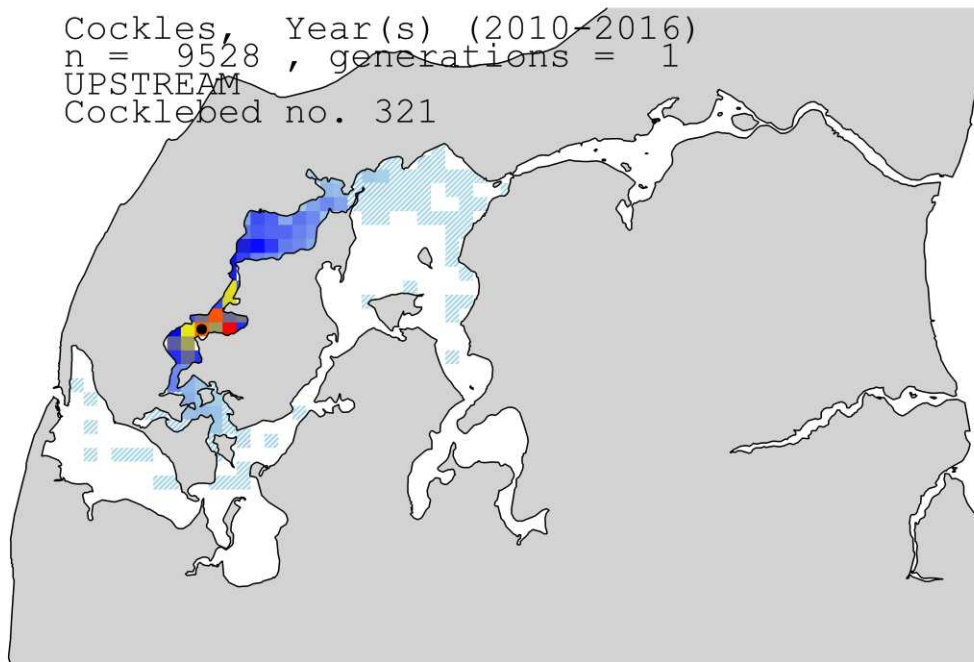 Cockles, Year(s) (2010-2016)
n = 9528 , generations = 1
UPSTREAM
Cocklebed no. 321